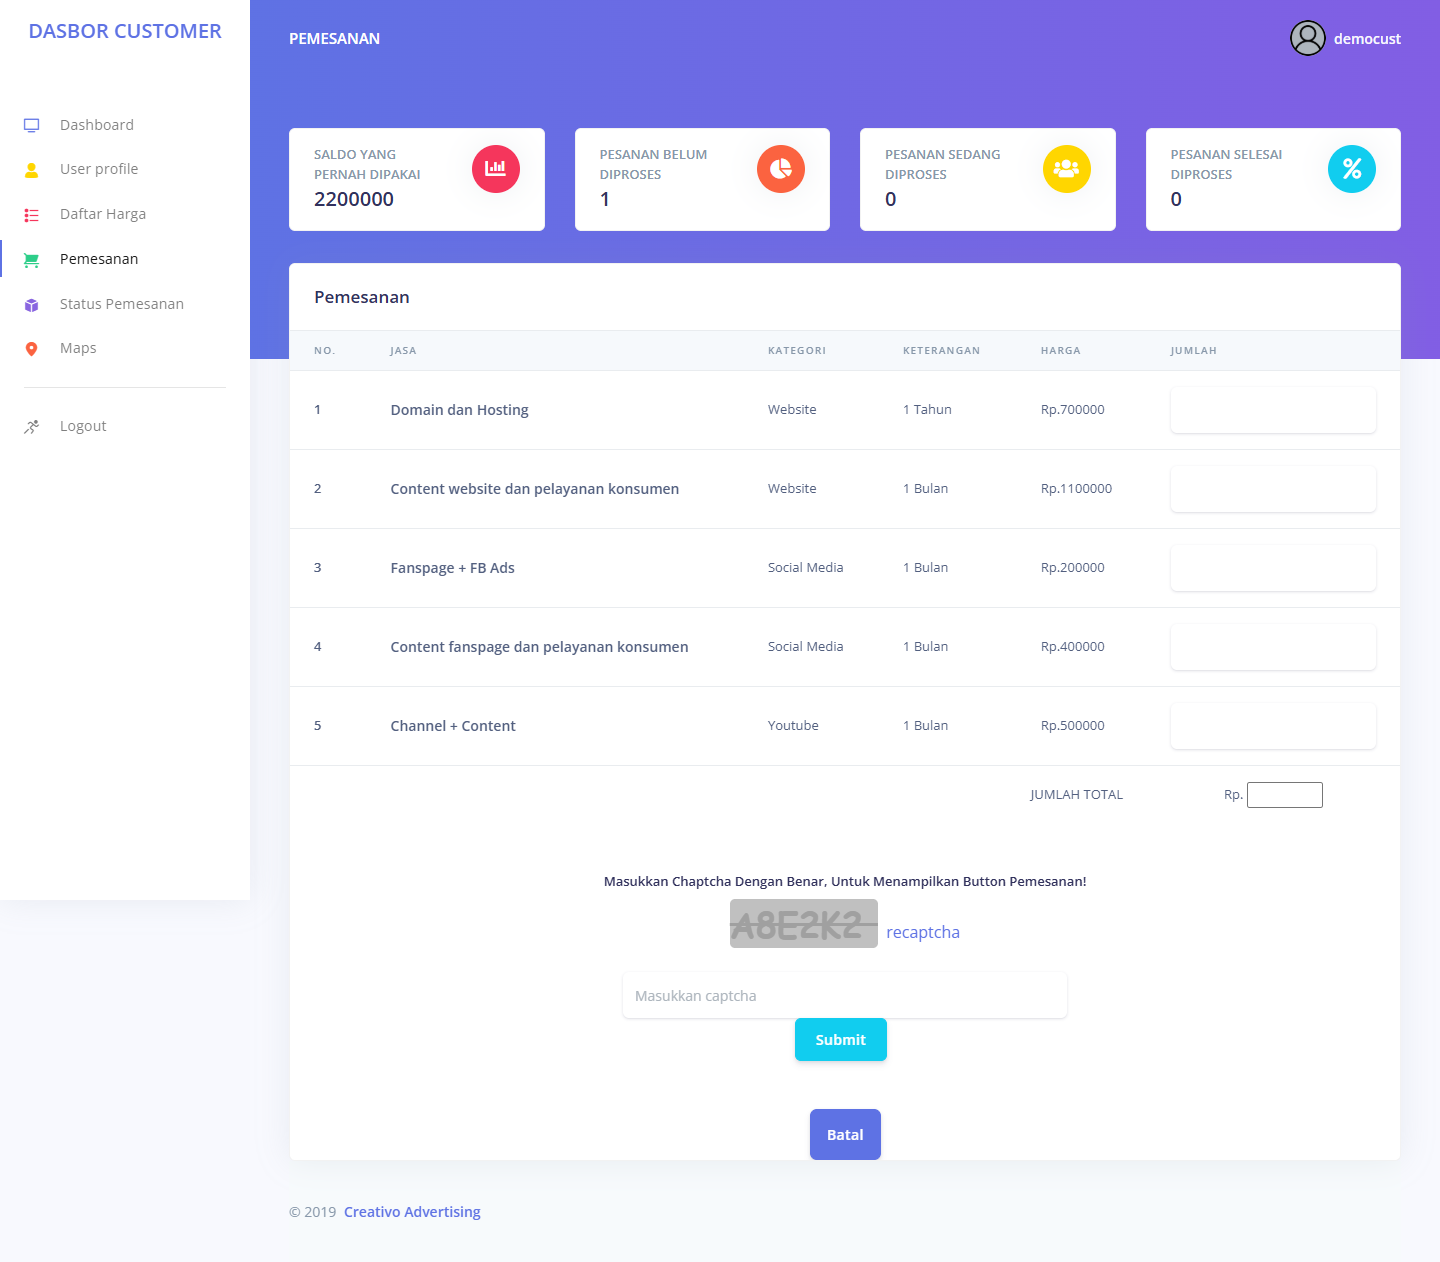 DASBOR CUSTOMER
Dashboard
User profile
Daftar Harga
Pemesanan
Status Pemesanan
Maps
Logout
PEMESANAN
democust
SALDO YANG
PERNAH DIPAKAI
2200000
PESANAN BELUM
DIPROSES
1
PESANAN SEDANG
DIPROSES
0
PESANAN SELESAI
DIPROSES
0
Pemesanan
NO. JASA KATEGORI KETERANGAN HARGA JUMLAH
1 Domain dan Hosting Website 1 Tahun Rp.700000
2 Content website dan pelayanan konsumen Website 1 Bulan Rp.1100000
3 Fanspage + FB Ads Social Media 1 Bulan Rp.200000
4 Content fanspage dan pelayanan konsumen Social Media 1 Bulan Rp.400000
5 Channel + Content Youtube 1 Bulan Rp.500000
JUMLAH TOTAL Rp.
Masukkan Chaptcha Dengan Benar, Untuk Menampilkan Button Pemesanan!
A8E2K2 recaptcha
Masukkan captcha
Submit
Batal
© 2019 Creativo Advertising